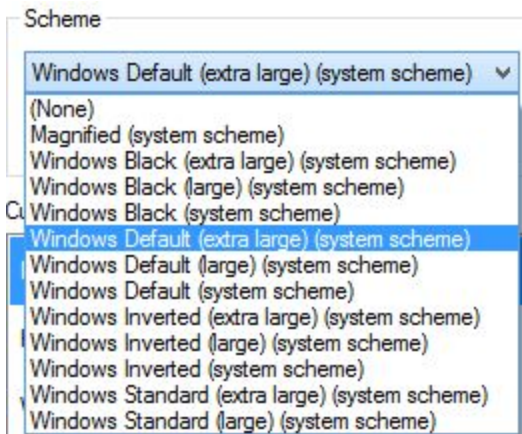 Scheme
Windows Default (extra large) (system scheme)
(None)
Magnified (system scheme)
Windows Black (extra large) (system scheme)
Windows Black (large) (system scheme)
Windows Black (system scheme)
Windows Default (extra large) (system scheme)
Windows Default (large) (system scheme)
Windows Default (system scheme)
Windows Inverted (extra large) (system scheme)
Windows Inverted (large) (system scheme)
Windows Inverted (system scheme)
Windows Standard (extra large) (system scheme)
Windows Standard (large) (system scheme)